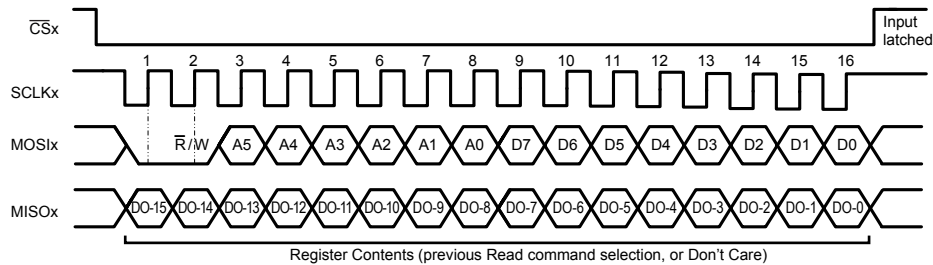 CSx
Input
latched
1 2 3 4 5 6 7 8 9 10 11 12 13 14 15 16
SCLKx
MOSIx R/W A5 A4 A3 A2 A1 A0 D7 D6 D5 D4 D3 D2 D1 D0
MISOx DO-15 DO-14 DO-13 DO-12 DO-11 DO-10 DO-9 DO-8 DO-7 DO-6 DO-5 DO-4 DO-3 DO-2 DO-1 DO-0
Register Contents (previous Read command selection, or Don't Care)